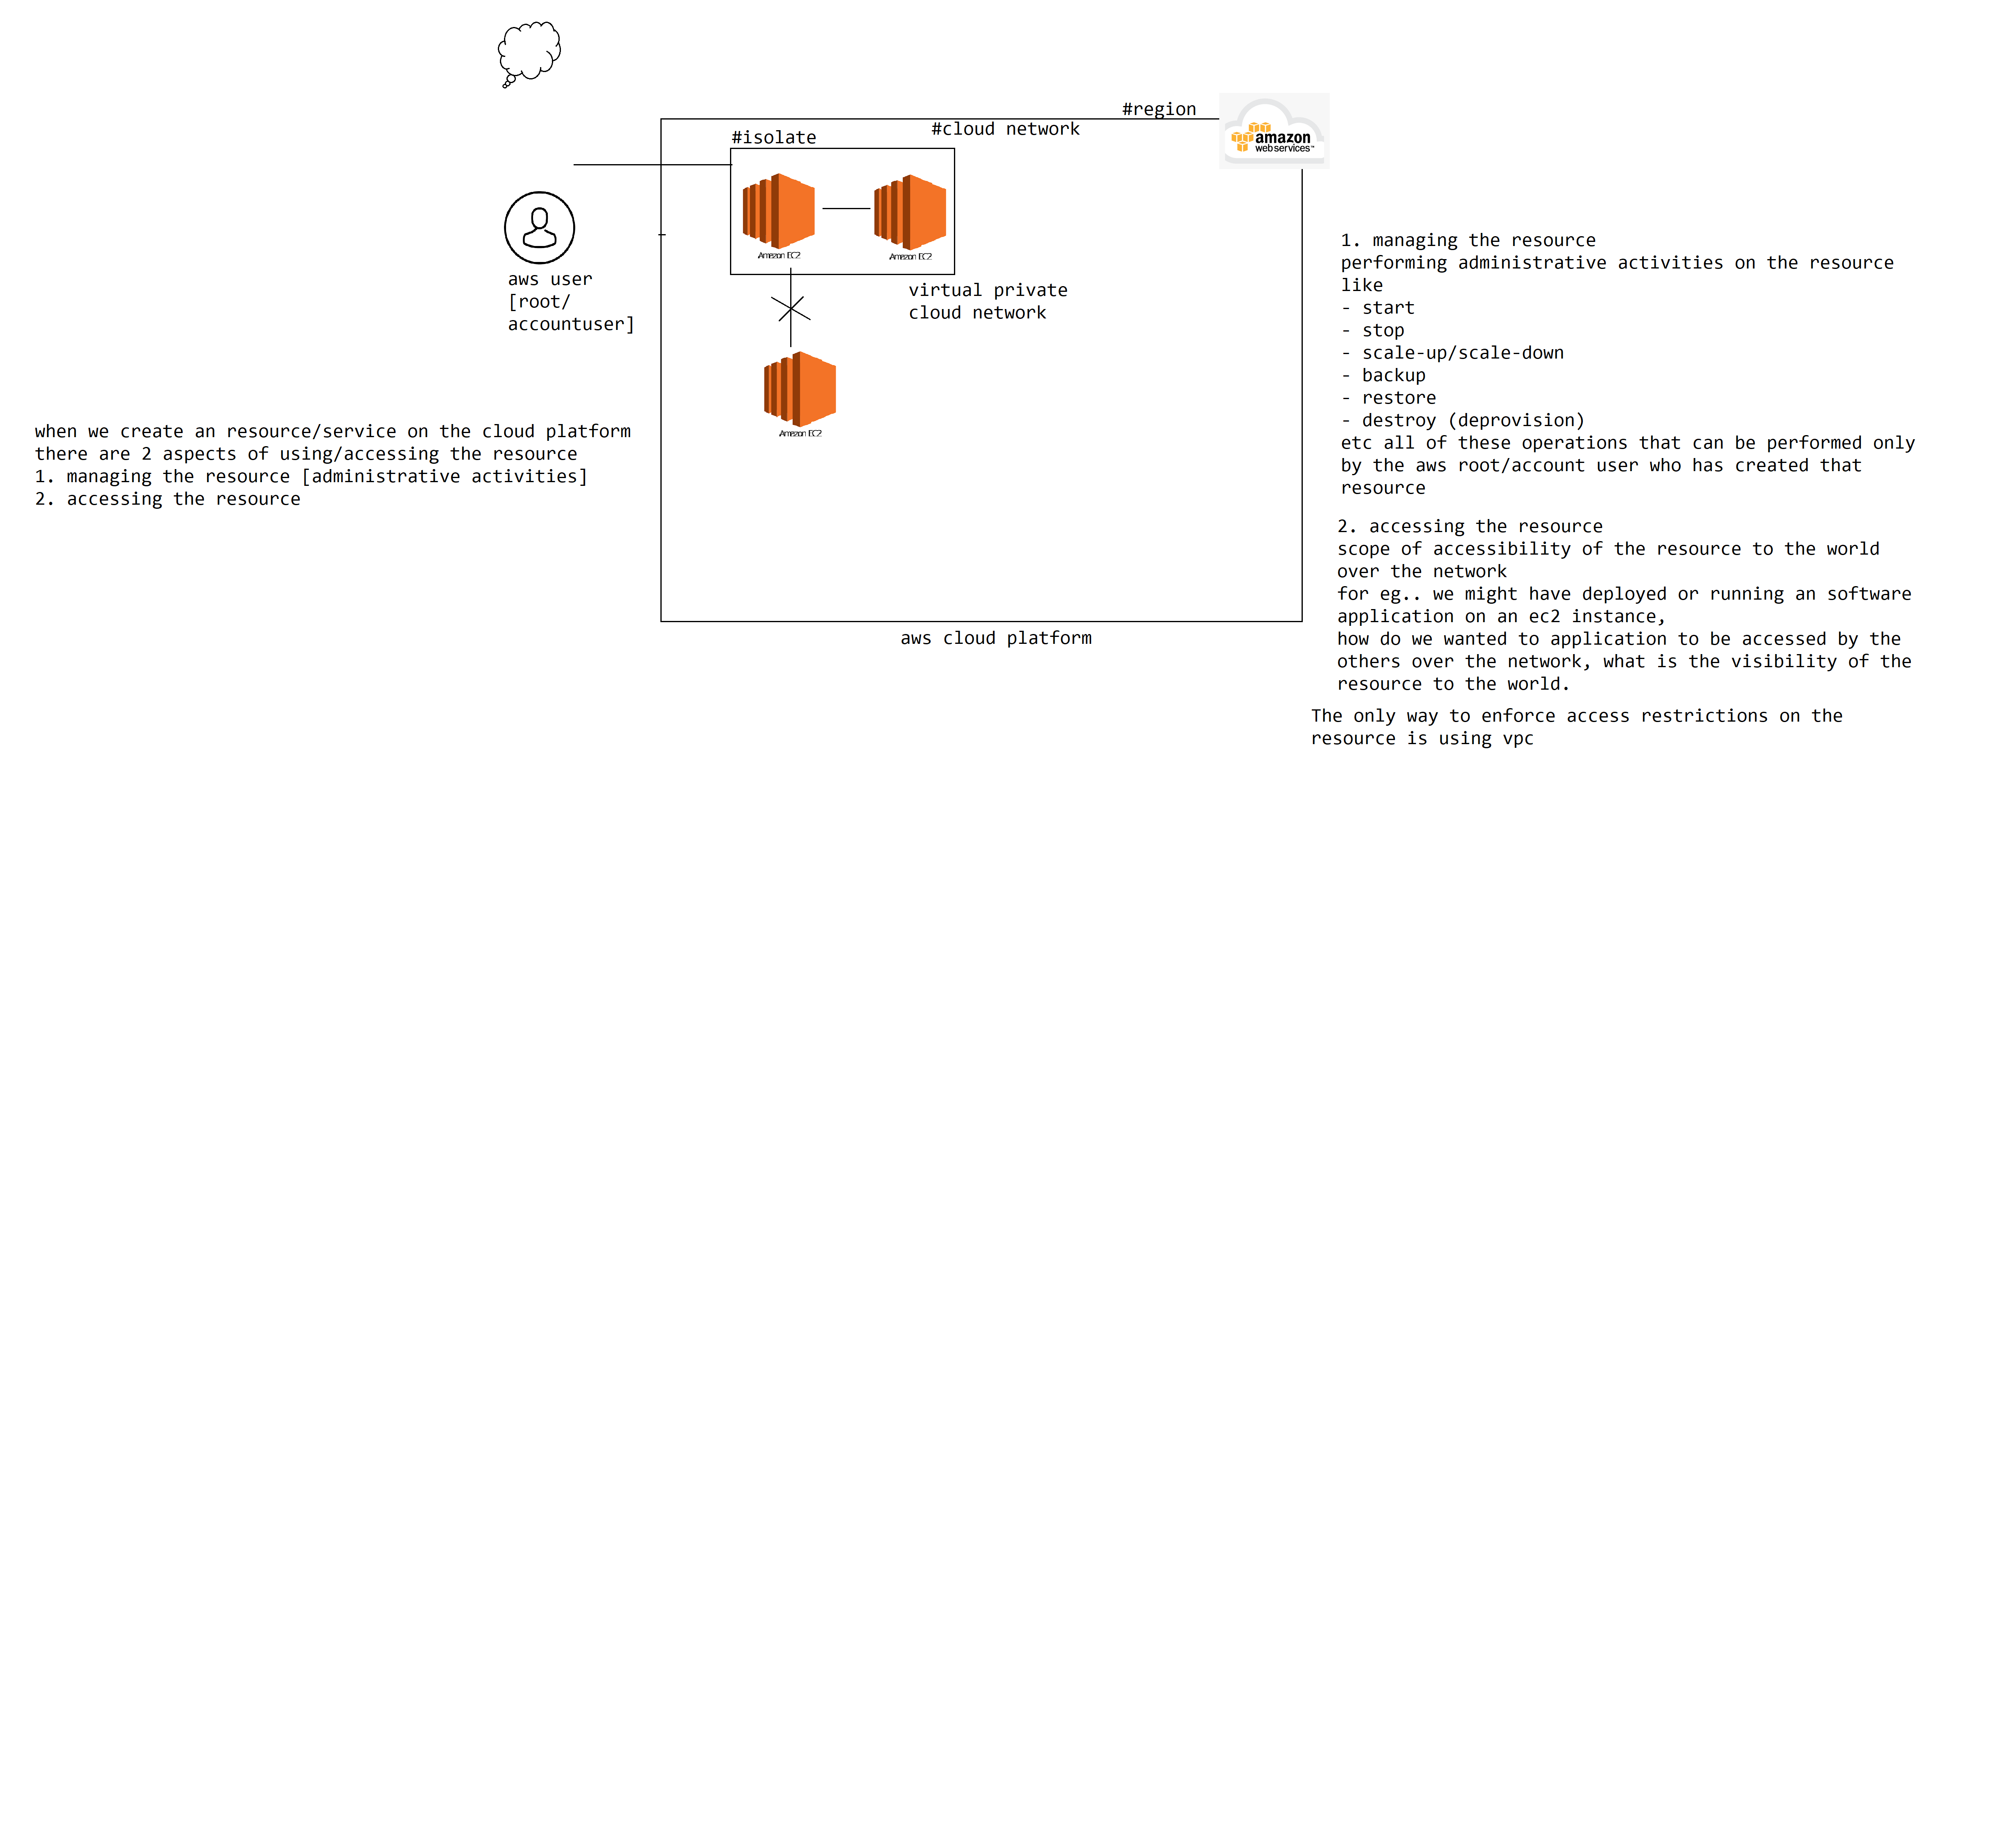 #region
#cloud network
#isolate
amazon
webservices™
Amazon EC2
Amazon EC2
aws user
[root/
accountuser]
virtual private
cloud network
Amazon EC2
when we create an resource/service on the cloud platform
there are 2 aspects of using/accessing the resource
1. managing the resource [administrative activities]
2. accessing the resource
aws cloud platform
1. managing the resource
performing administrative activities on the resource
like
- start
- stop
- scale-up/scale-down
- backup
- restore
- destroy (deprovision)
etc all of these operations that can be performed only
by the aws root/account user who has created that
resource
2. accessing the resource
scope of accessibility of the resource to the world
over the network
for eg.. we might have deployed or running an software
application on an ec2 instance,
how do we wanted to application to be accessed by the
others over the network, what is the visibility of the
resource to the world.
The only way to enforce access restrictions on the
resource is using vpc